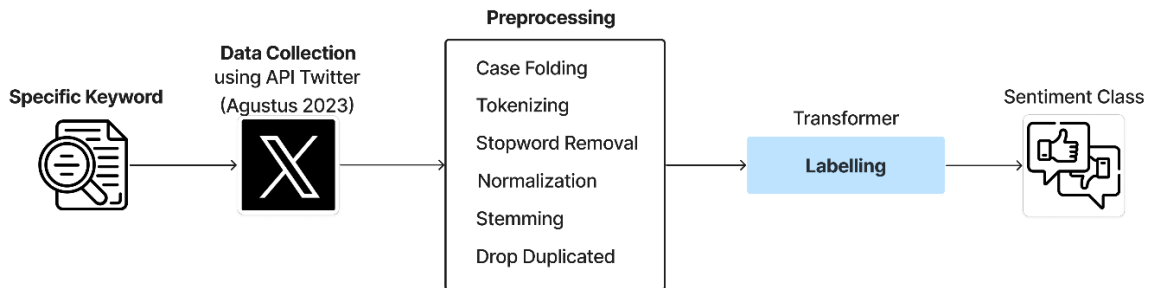 Specific Keyword
Data Collection
using API Twitter
(Agustus 2023)
Preprocessing
Case Folding
Tokenizing
Stopword Removal
Normalization
Stemming
Drop Duplicated
Transformer
Labelling
Sentiment Class